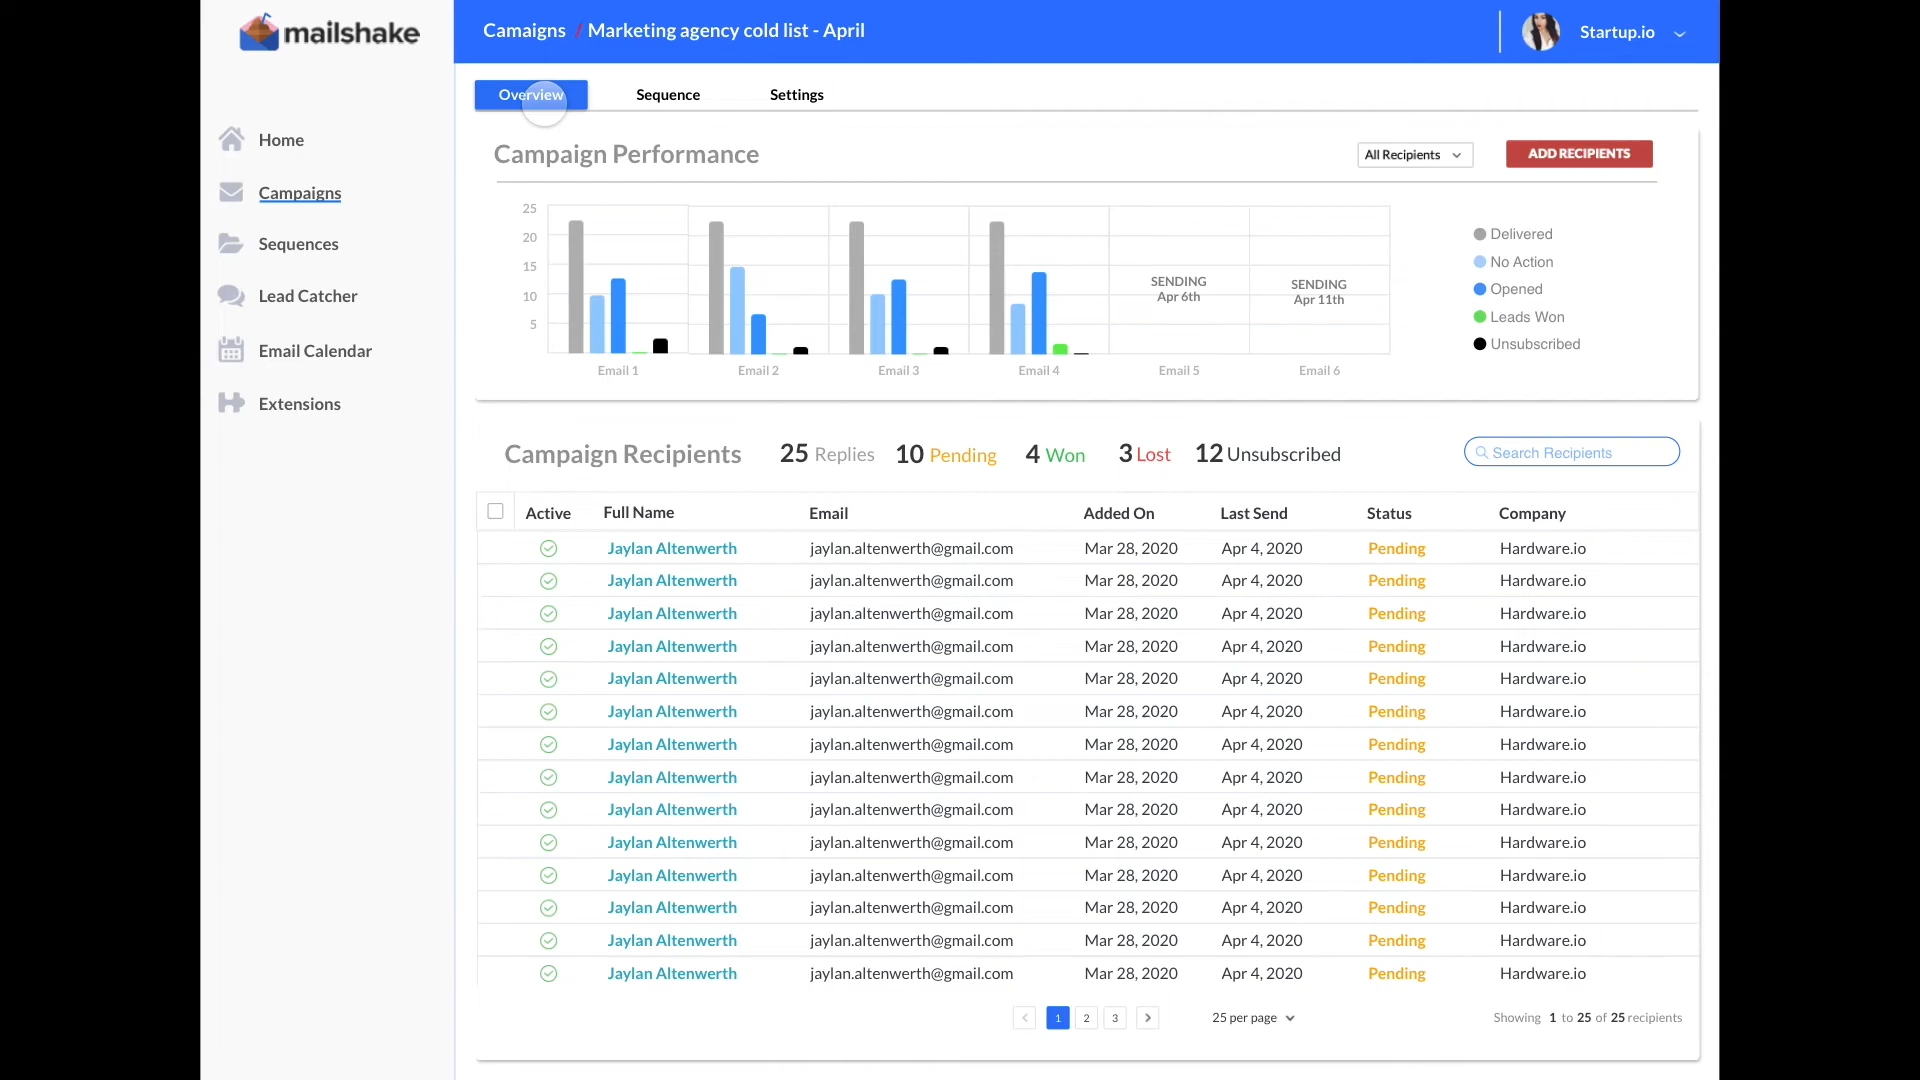 mailshake
Camaigns / Marketing agency cold list - April
Startup.io
Home
Campaigns
Sequences
Lead Catcher
Email Calendar
Extensions
Overview Sequence Settings
Campaign Performance
All Recipients
ADD RECIPIENTS
25
20
15
10
5
SENDING
Apr 6th
SENDING
Apr 11th
Email 1 Email 2 Email 3 Email 4 Email 5 Email 6
Delivered
No Action
Opened
Leads Won
Unsubscribed
Campaign Recipients 25 Replies 10 Pending 4 Won 3 Lost 12 Unsubscribed
Search Recipients
Active Full Name Email Added On Last Send Status Company
Jaylan Altenwerth jaylan.altenwerth@gmail.com Mar 28, 2020 Apr 4, 2020 Pending Hardware.io
Jaylan Altenwerth jaylan.altenwerth@gmail.com Mar 28, 2020 Apr 4, 2020 Pending Hardware.io
Jaylan Altenwerth jaylan.altenwerth@gmail.com Mar 28, 2020 Apr 4, 2020 Pending Hardware.io
Jaylan Altenwerth jaylan.altenwerth@gmail.com Mar 28, 2020 Apr 4, 2020 Pending Hardware.io
Jaylan Altenwerth jaylan.altenwerth@gmail.com Mar 28, 2020 Apr 4, 2020 Pending Hardware.io
Jaylan Altenwerth jaylan.altenwerth@gmail.com Mar 28, 2020 Apr 4, 2020 Pending Hardware.io
Jaylan Altenwerth jaylan.altenwerth@gmail.com Mar 28, 2020 Apr 4, 2020 Pending Hardware.io
Jaylan Altenwerth jaylan.altenwerth@gmail.com Mar 28, 2020 Apr 4, 2020 Pending Hardware.io
Jaylan Altenwerth jaylan.altenwerth@gmail.com Mar 28, 2020 Apr 4, 2020 Pending Hardware.io
Jaylan Altenwerth jaylan.altenwerth@gmail.com Mar 28, 2020 Apr 4, 2020 Pending Hardware.io
Jaylan Altenwerth jaylan.altenwerth@gmail.com Mar 28, 2020 Apr 4, 2020 Pending Hardware.io
Jaylan Altenwerth jaylan.altenwerth@gmail.com Mar 28, 2020 Apr 4, 2020 Pending Hardware.io
Jaylan Altenwerth jaylan.altenwerth@gmail.com Mar 28, 2020 Apr 4, 2020 Pending Hardware.io
Jaylan Altenwerth jaylan.altenwerth@gmail.com Mar 28, 2020 Apr 4, 2020 Pending Hardware.io
< 1 2 3 > 25 per page Showing 1 to 25 of 25 recipients